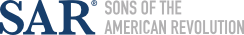 SAR® SONS OF THE
AMERICAN REVOLUTION